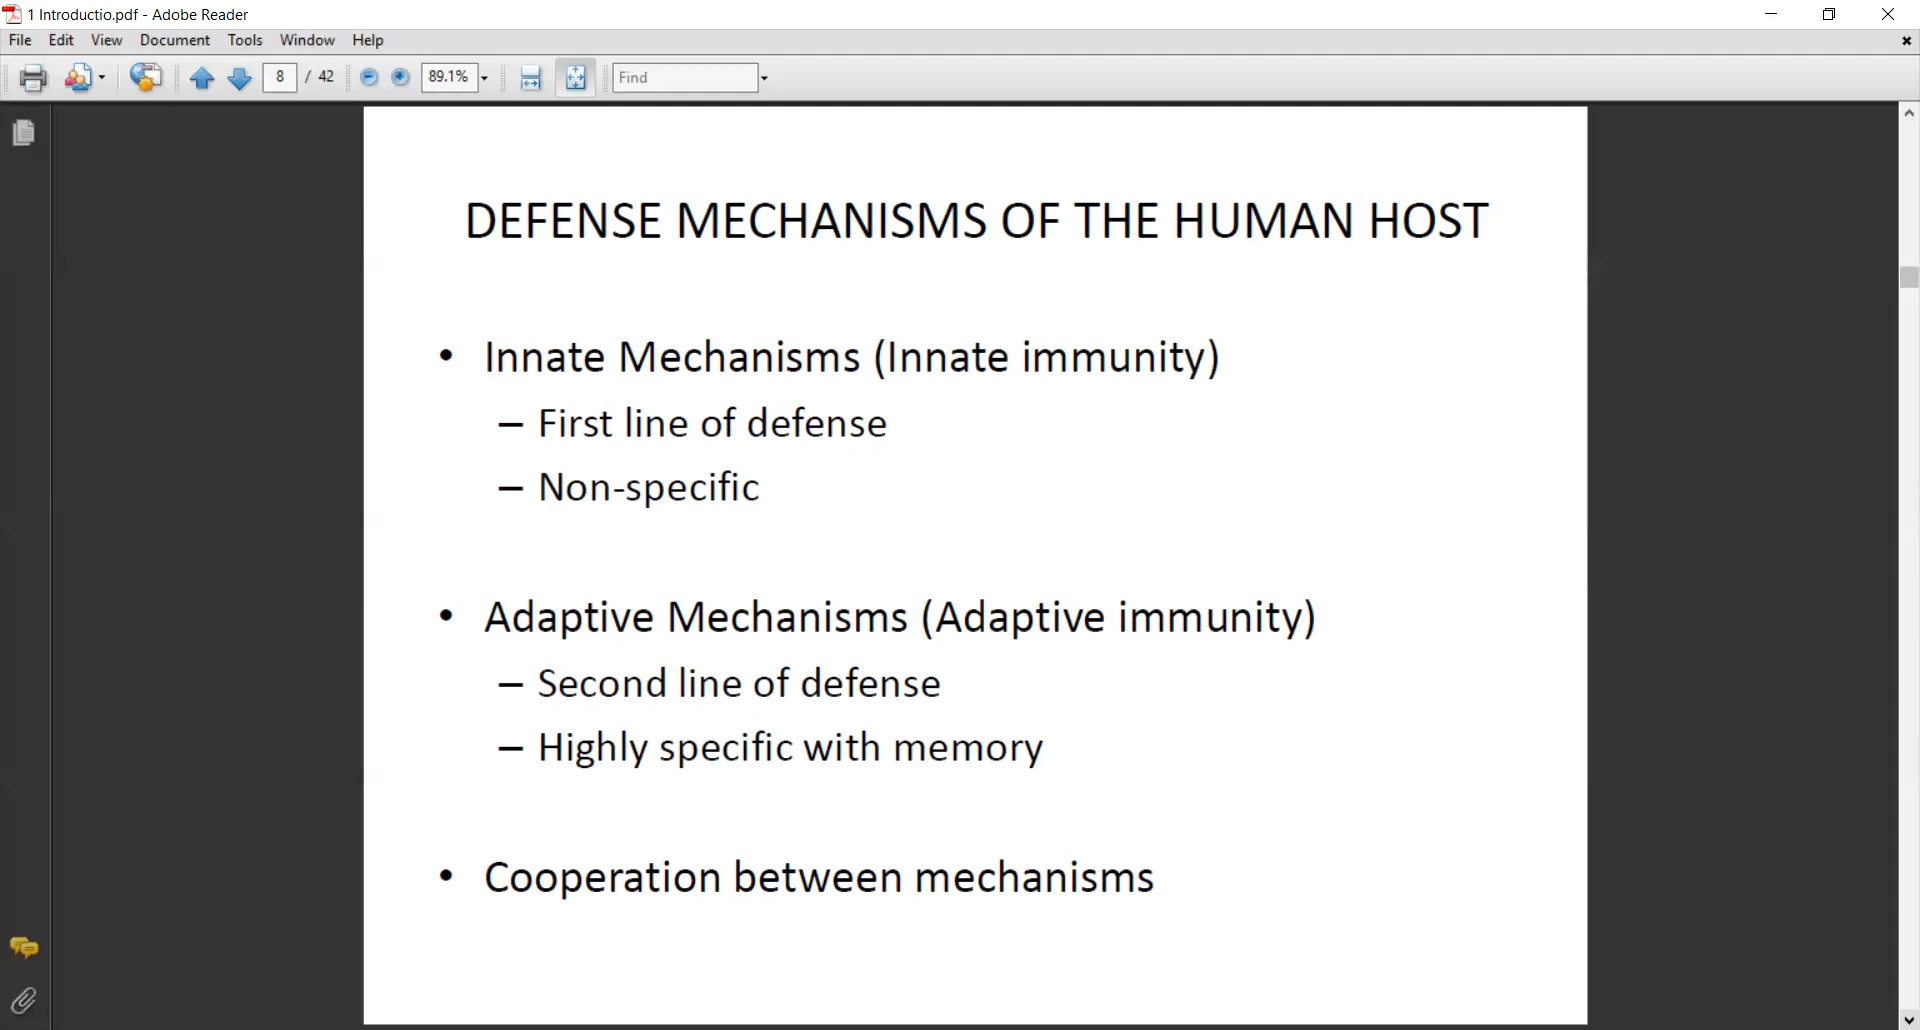 1 Introductio.pdf - Adobe Reader
File Edit View Document Tools Window Help
8 / 42 89.1% Find
DEFENSE MECHANISMS OF THE HUMAN HOST
• Innate Mechanisms (Innate immunity)
– First line of defense
– Non-specific
• Adaptive Mechanisms (Adaptive immunity)
– Second line of defense
– Highly specific with memory
• Cooperation between mechanisms